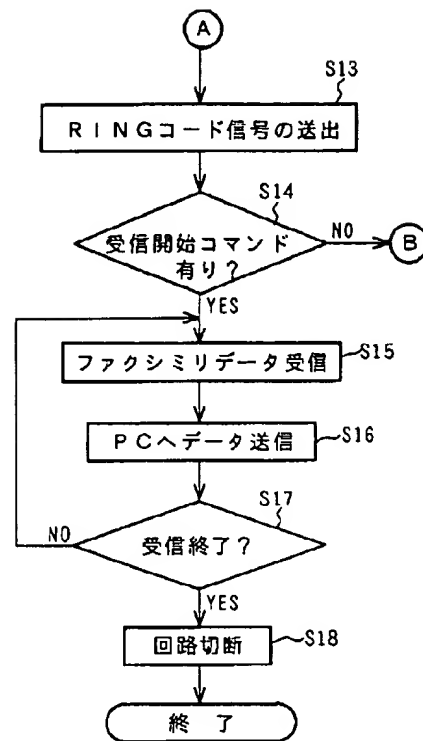 A
S13
RINGコード信号の送出
S14
受信開始コマンド
有り?
NO
B
YES
ファクシミリデータ受信
S15
PCへデータ送信
S16
S17
NO
受信終了?
YES
回路切断
S18
終了